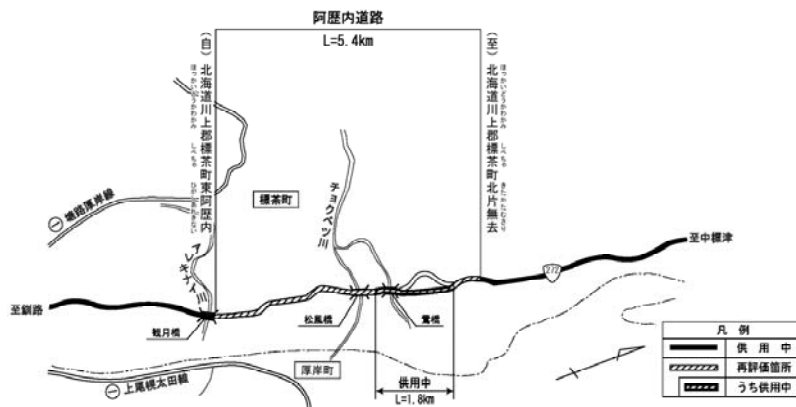 阿歴内道路
L=5.4km
(自)北海道川上郡標茶町東阿歴内
ほっかいどうかわかみ しべちゃ ひがしあれきない
(至)北海道川上郡標茶町北片無去
ほっかいどうかわかみ しべちゃ きたかたむさり
塘路厚岸線
標茶町
アレキナイ川
チョクベツ川
至中標津
272
至釧路
観月橋
松風橋
鶯橋
厚岸町
供用中
L=1.8km
上尾幌太田線
凡 例
供 用 中
再評価箇所
うち供用中